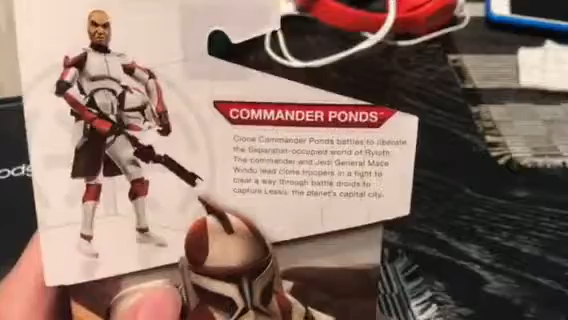 COMMANDER PONDS™
Clone Commander Ponds battles to liberate
the Separatist-occupied world of Ryloth.
The commander and Jedi General Mace
Windu lead clone troopers in a fight to
clear a way through battle droids to
capture Lessu, the planet's capital city.
ods